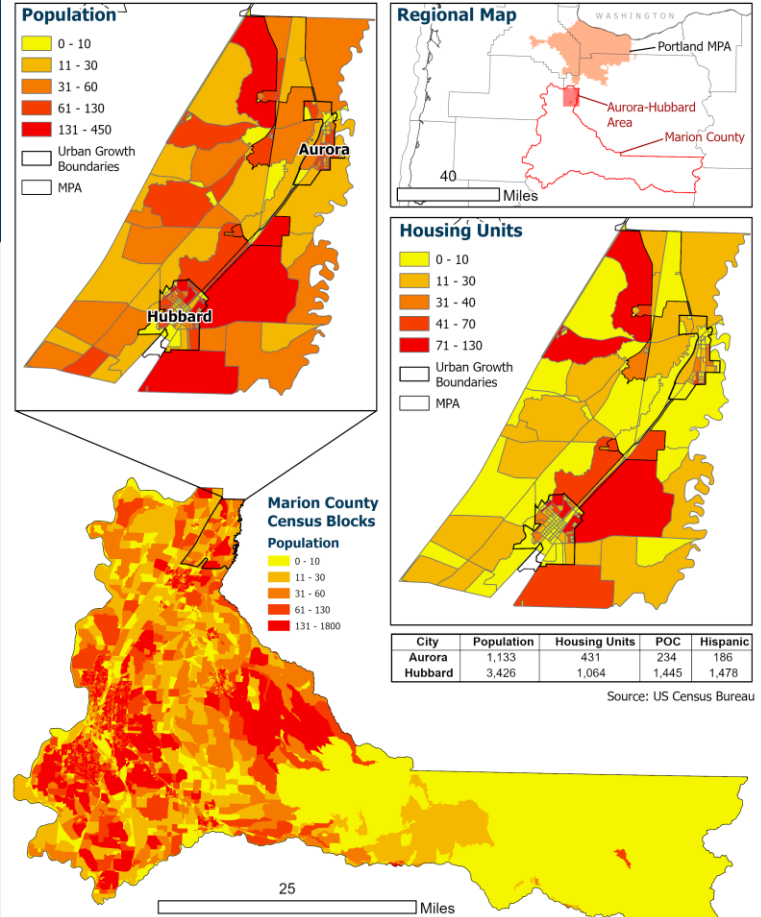 Population
0 - 10
11 - 30
31 - 60
61 - 130
131 - 450
Urban Growth
Boundaries
MPA
Aurora
Hubbard
Regional Map
WASHINGTON
Portland MPA
Aurora-Hubbard
Area
Marion County
40
Miles
Housing Units
0 - 10
11 - 30
31 - 40
41 - 70
71 - 130
Urban Growth
Boundaries
MPA
Marion County
Census Blocks
Population
0 - 10
11 - 30
31 - 60
61 - 130
131 - 1800
City Population Housing Units POC Hispanic
Aurora 1,133 431 234 186
Hubbard 3,426 1,064 1,445 1,478
Source: US Census Bureau
25
Miles